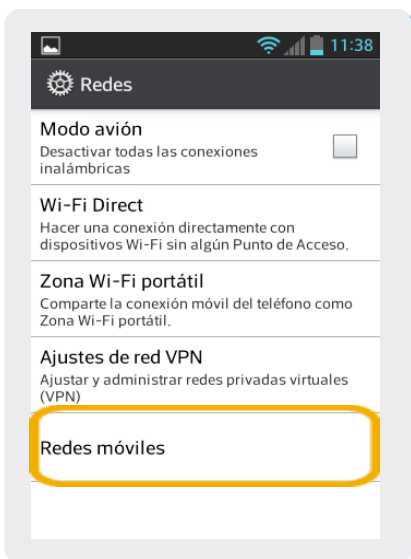 11:38
Redes
Modo avión
Desactivar todas las conexiones
inalámbricas
Wi-Fi Direct
Hacer una conexión directamente con
dispositivos Wi-Fi sin algún Punto de Acceso.
Zona Wi-Fi portátil
Comparte la conexión móvil del teléfono como
Zona Wi-Fi portátil.
Ajustes de red VPN
Ajustar y administrar redes privadas virtuales
(VPN)
Redes móviles